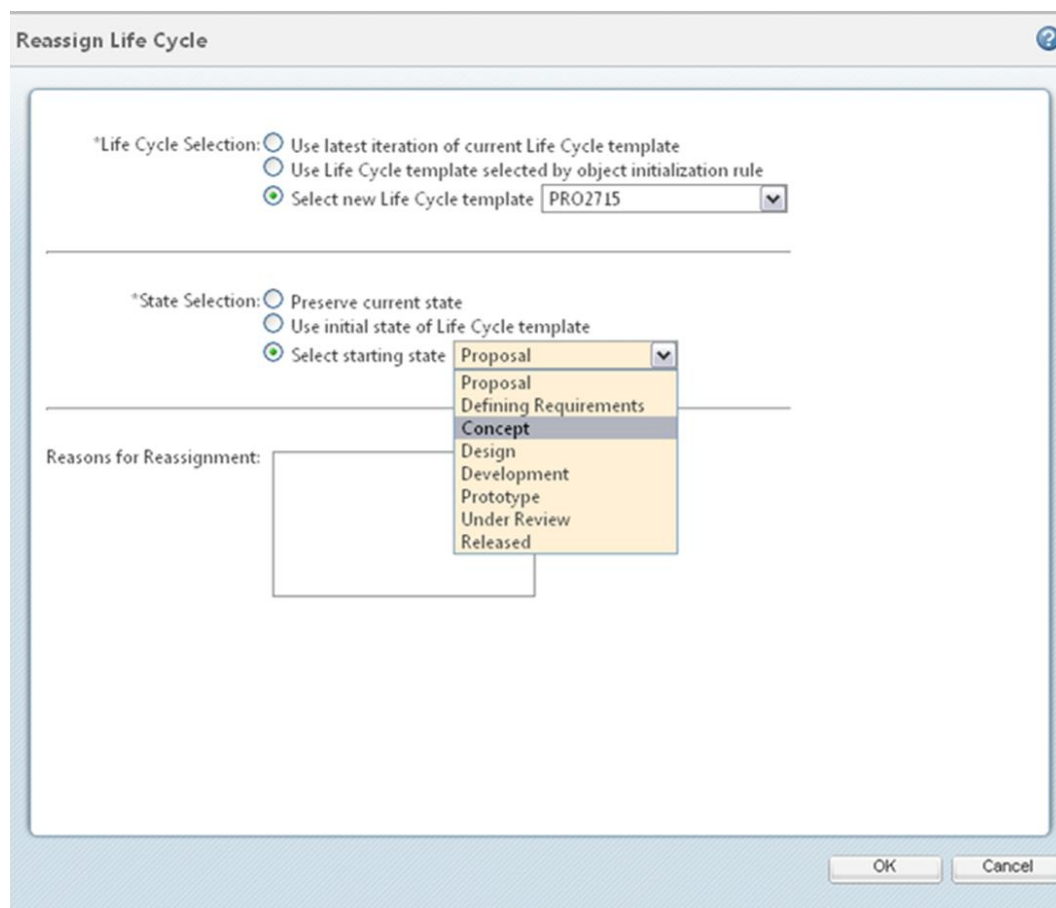 Reassign Life Cycle
?
*Life Cycle Selection: Use latest iteration of current Life Cycle template
Use Life Cycle template selected by object initialization rule
Select new Life Cycle template PRO2715
*State Selection: Preserve current state
Use initial state of Life Cycle template
Select starting state Proposal
Proposal
Defining Requirements
Concept
Design
Development
Prototype
Under Review
Released
Reasons for Reassignment:
OK Cancel